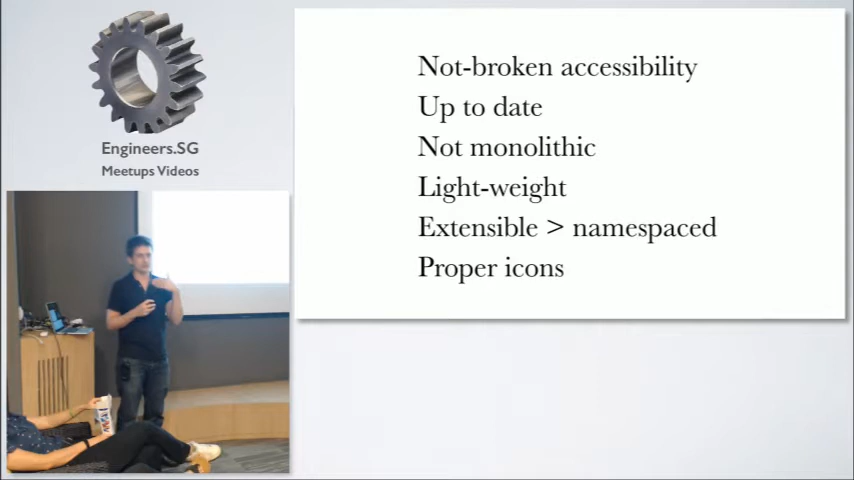 Engineers.SG
Meetups Videos
Not-broken accessibility
Up to date
Not monolithic
Light-weight
Extensible > namespaced
Proper icons